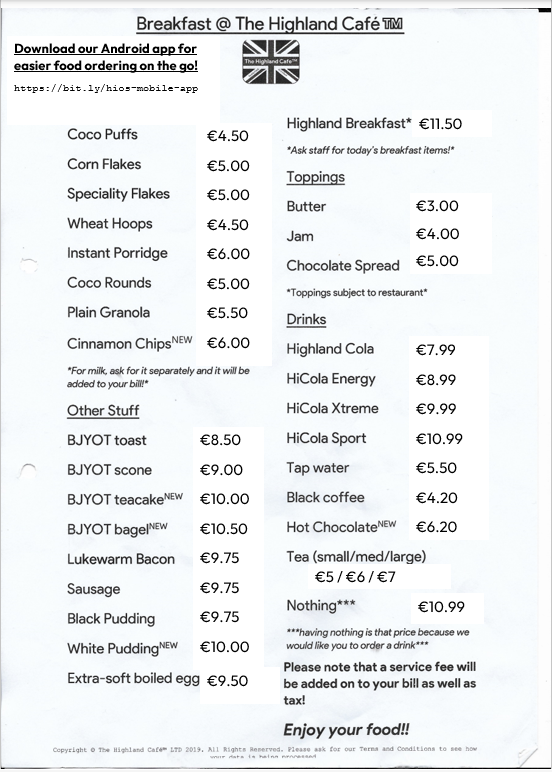 Breakfast @ The Highland Café™
Download our Android app for
easier food ordering on the go!
https://bit.ly/hios-mobile-app
The Highland Cafe™
Coco Puffs €4.50
Corn Flakes €5.00
Speciality Flakes €5.00
Wheat Hoops €4.50
Instant Porridge €6.00
Coco Rounds €5.00
Plain Granola €5.50
Cinnamon ChipsNEW €6.00
*For milk, ask for it separately and it will be
added to your bill!*
Other Stuff
BJYOT toast €8.50
BJYOT scone €9.00
BJYOT teacakeNEW €10.00
BJYOT bagelNEW €10.50
Lukewarm Bacon €9.75
Sausage €9.75
Black Pudding €9.75
White PuddingNEW €10.00
Extra-soft boiled egg €9.50
Highland Breakfast* €11.50
*Ask staff for today's breakfast items!*
Toppings
Butter €3.00
Jam €4.00
Chocolate Spread €5.00
*Toppings subject to restaurant*
Drinks
Highland Cola €7.99
HiCola Energy €8.99
HiCola Xtreme €9.99
HiCola Sport €10.99
Tap water €5.50
Black coffee €4.20
Hot ChocolateNEW €6.20
Tea (small/med/large)
€5 / €6 / €7
Nothing*** €10.99
***having nothing is that price because we
would like you to order a drink***
Please note that a service fee will
be added on to your bill as well as
tax!
Enjoy your food!!
Copyright © The Highland Café™ LTD 2019. All Rights Reserved. Please ask for our Terms and Conditions to see how
your data is being processed